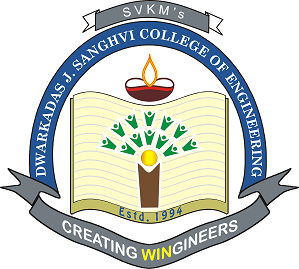 SVKM's
DWARKADAS J. SANGHVI COLLEGE OF ENGINEERING
Estd. 1994
CREATING WINGINEERS